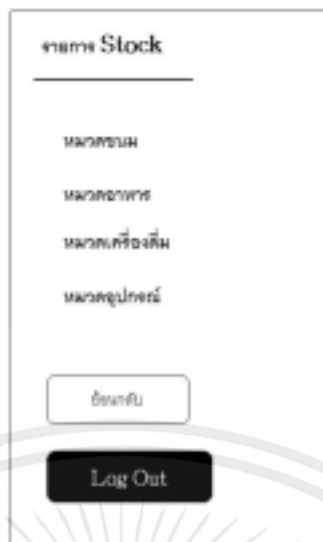 รายการ Stock
หมวดขนม
หมวดอาหาร
หมวดเครื่องดื่ม
หมวดอุปกรณ์
ย้อนกลับ
Log Out